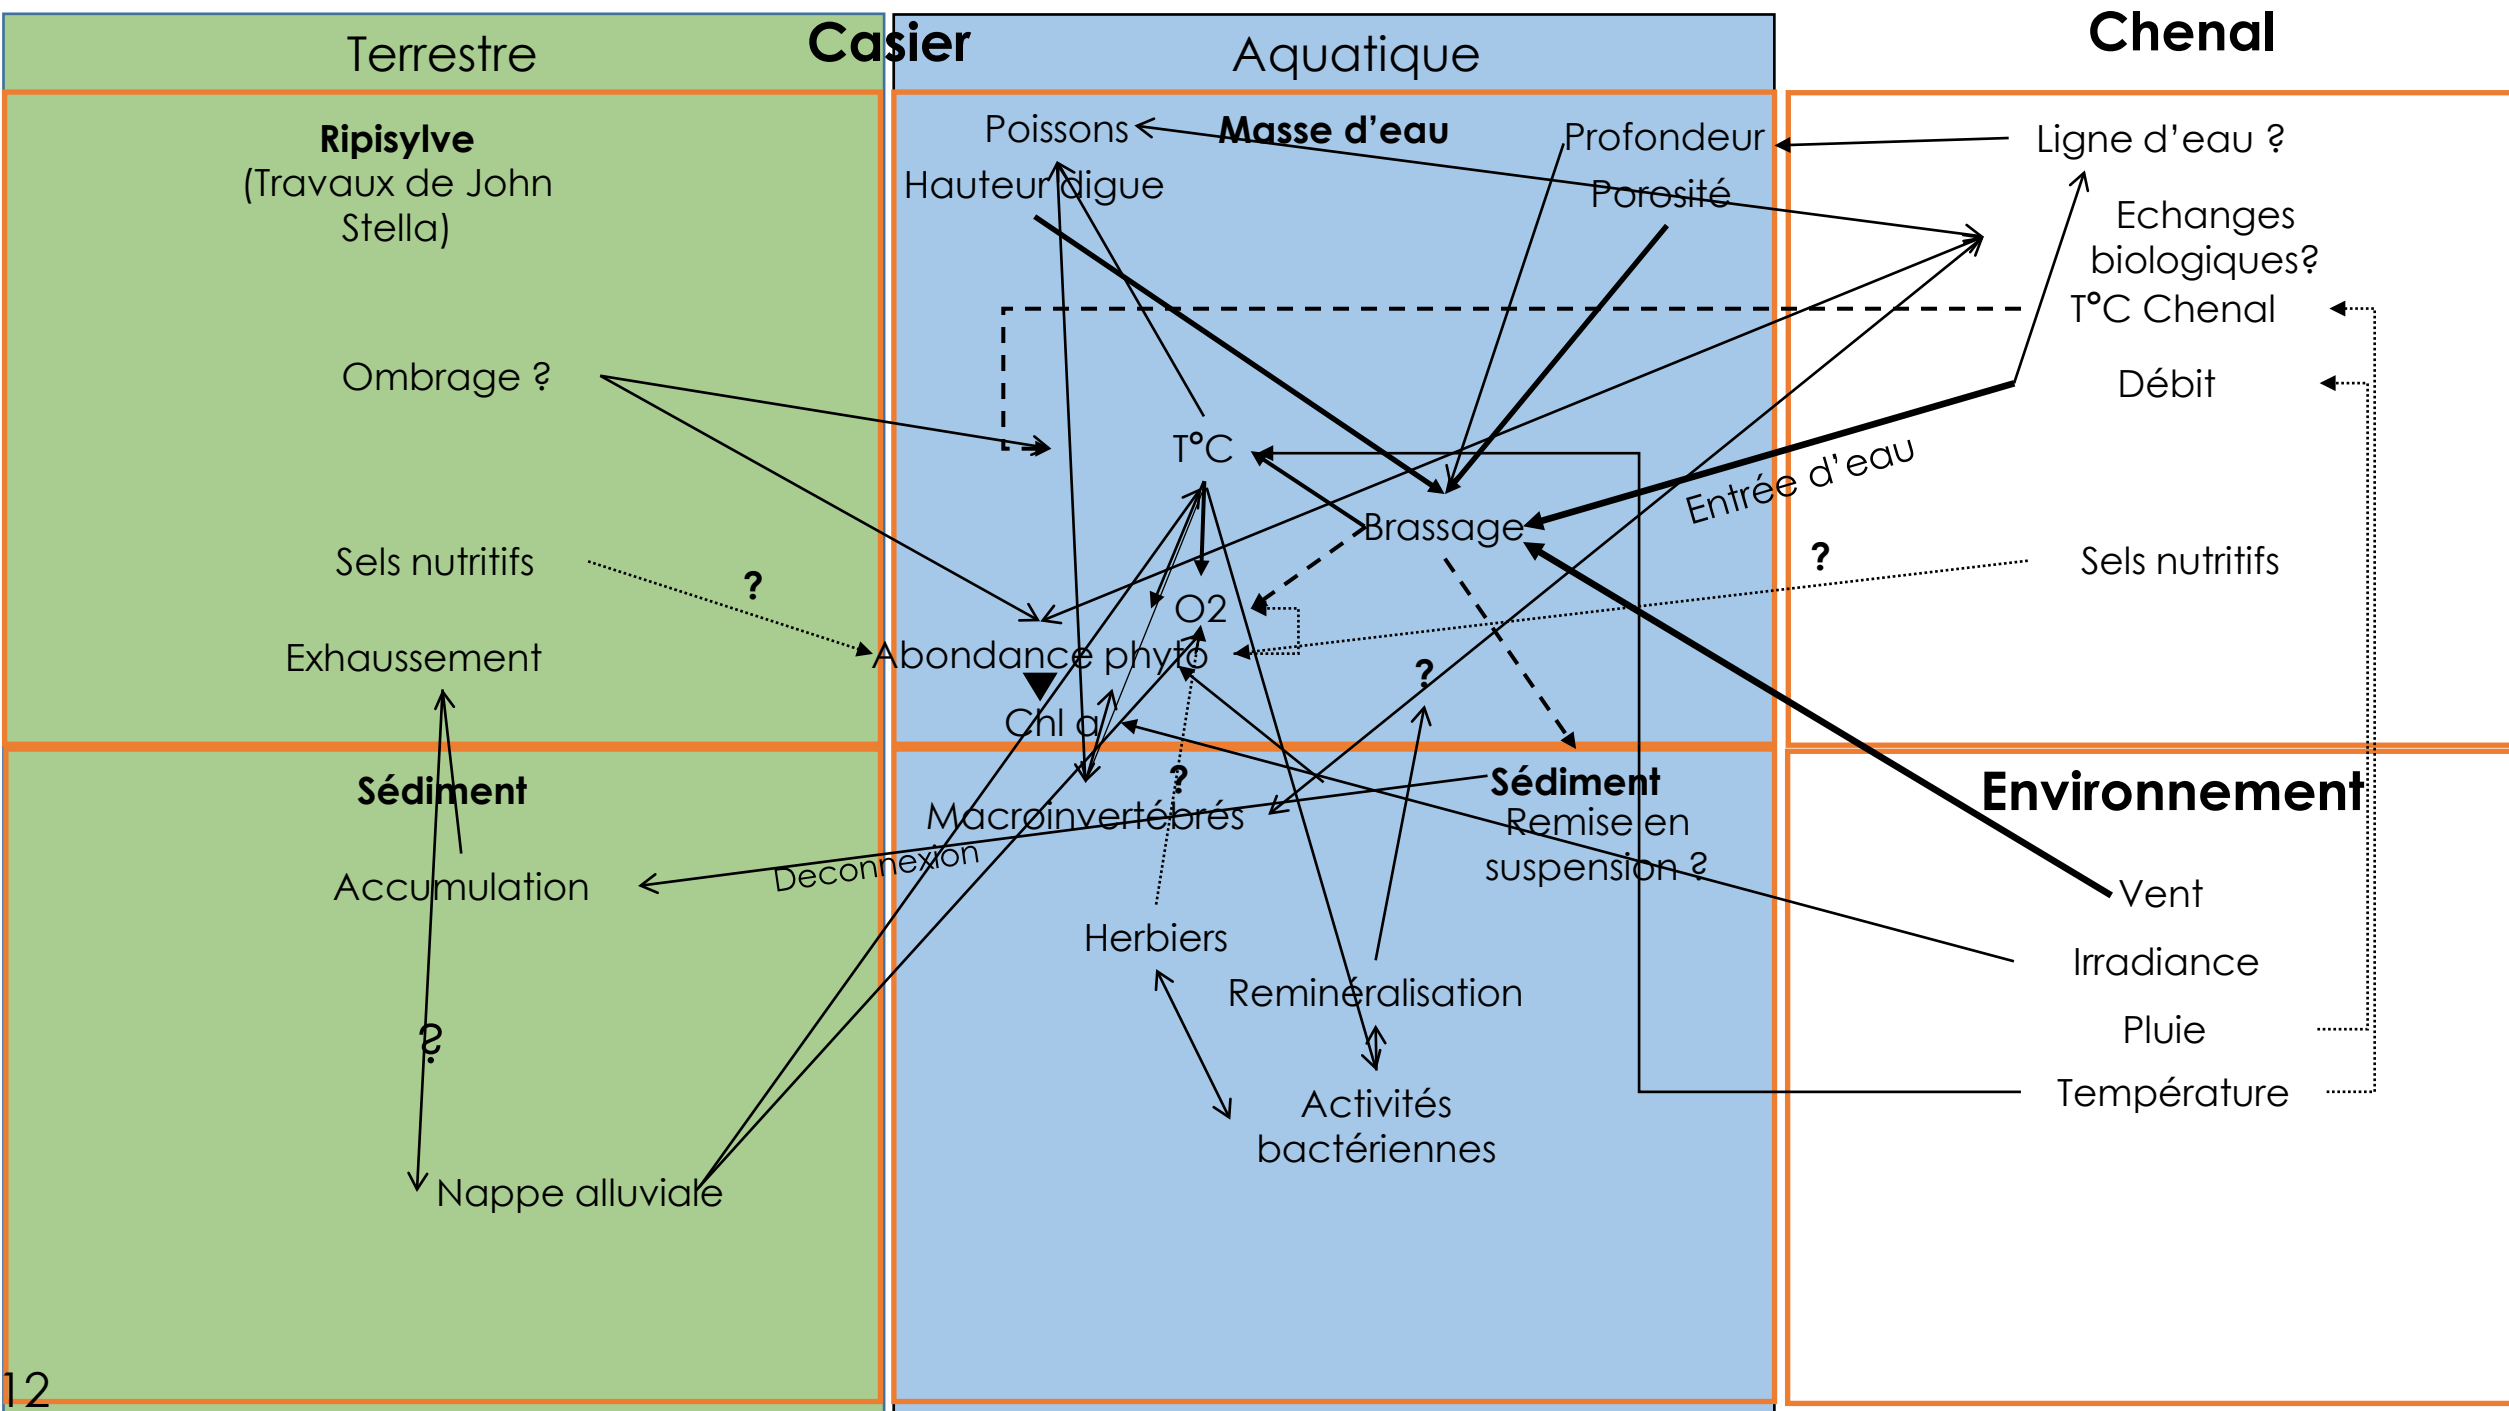 Casier
Terrestre
Aquatique
Chenal
Ripisylve
(Travaux de John
Stella)
Ombrage ?
Sels nutritifs
?
Exhaussement
Sédiment
Accumulation
?
Nappe alluviale
Poissons
Masse d'eau
Profondeur
Hauteur digue
Porosité
T°C
Brassage
O2
Abondance phyto
?
Chl a
?
Macroinvertébrés
Deconnexion
Sédiment
Remise en
suspension ?
Herbiers
Reminéralisation
Activités
bactériennes
Ligne d'eau ?
Echanges
biologiques?
T°C Chenal
Débit
Entrée d'eau
?
Sels nutritifs
Environnement
Vent
Irradiance
Pluie
Température
12